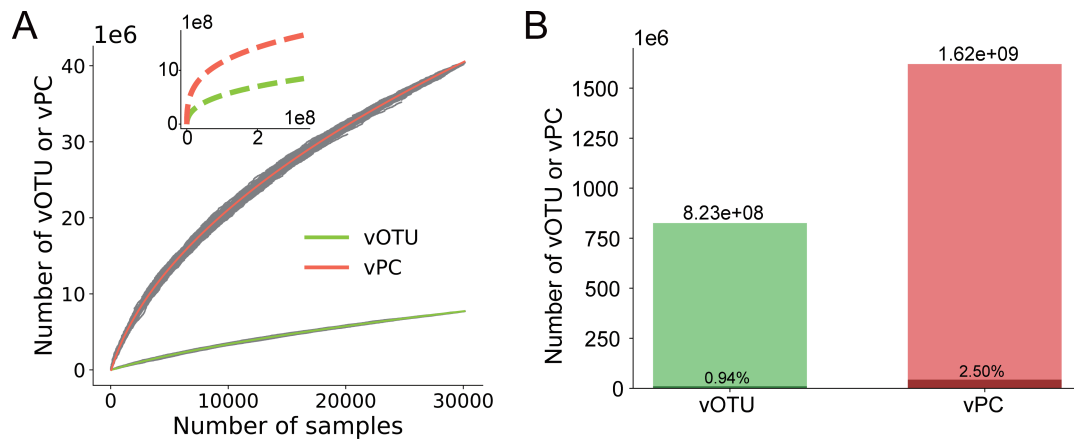 A
1e6
Number of vOTU or vPC
40
30
20
10
0
0
10000
20000
30000
Number of samples
1e8
10
0
0
2
1e8
vOTU
vPC
B
1e6
Number of vOTU or vPC
1500
1250
1000
750
500
250
0
8.23e+08
0.94%
1.62e+09
2.50%
vOTU
vPC